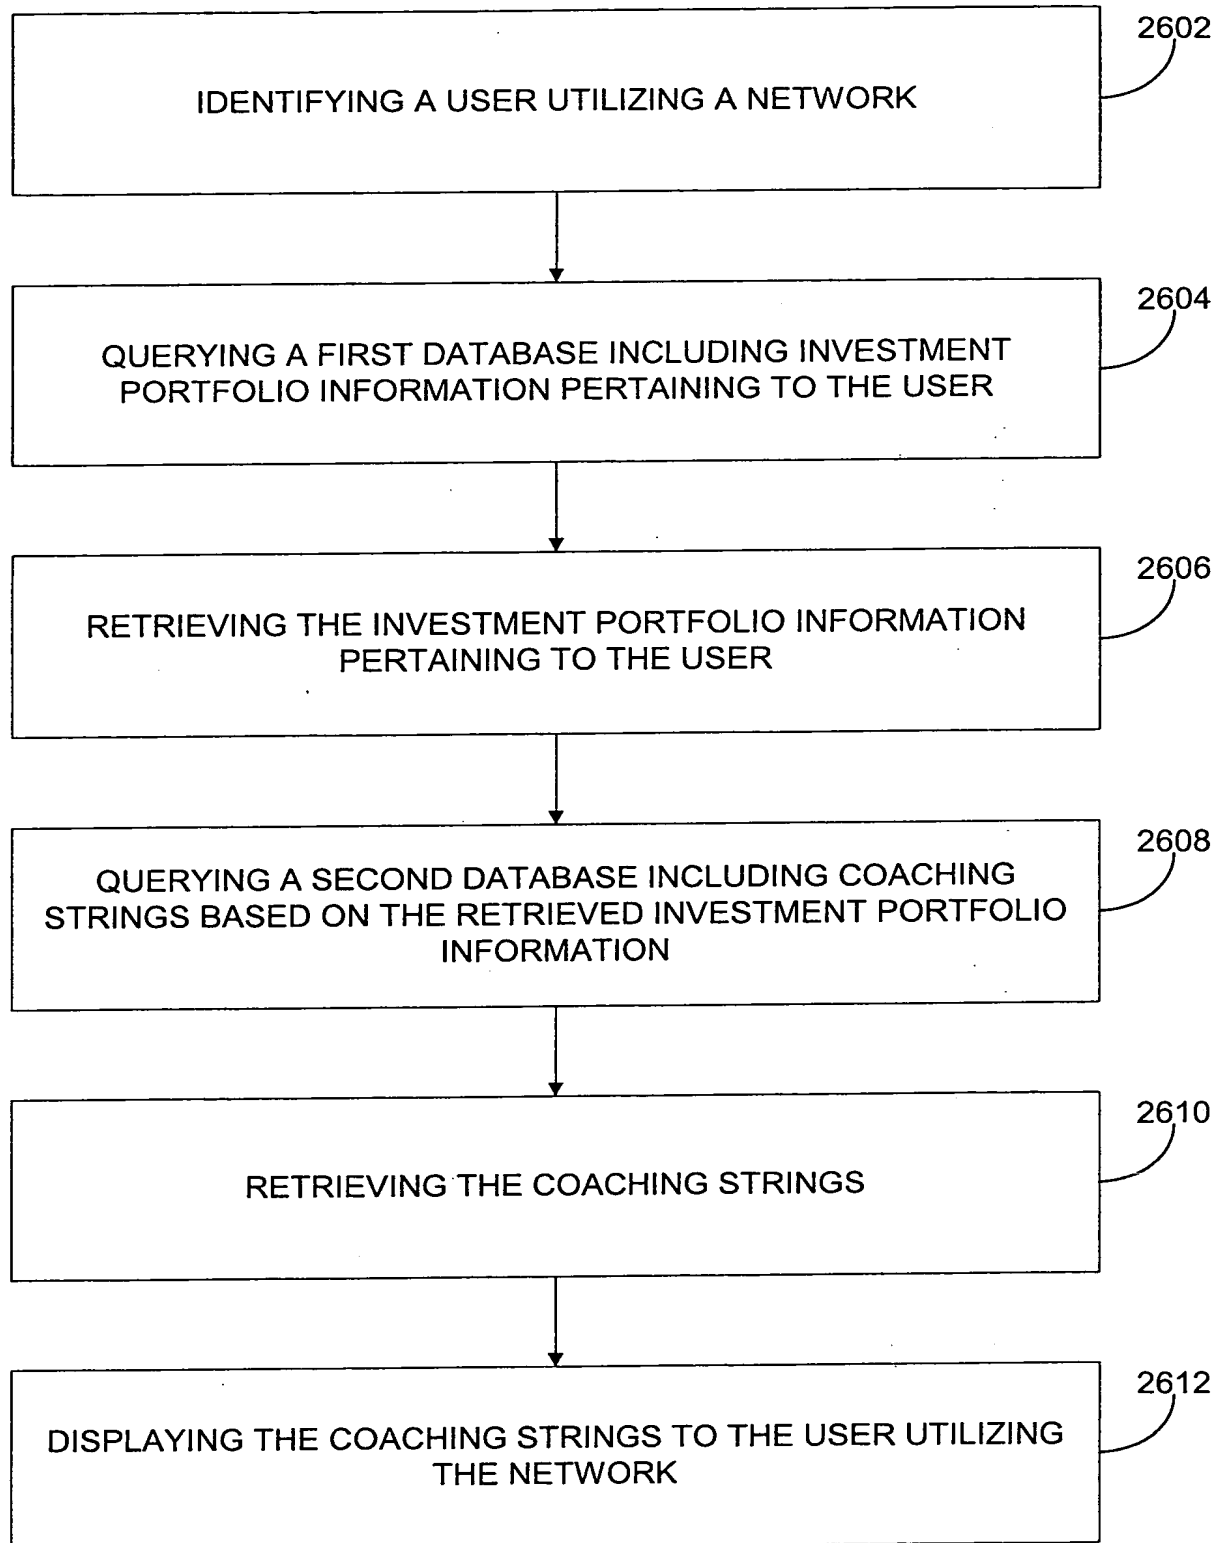 2602
IDENTIFYING A USER UTILIZING A NETWORK
2604
QUERYING A FIRST DATABASE INCLUDING INVESTMENT
PORTFOLIO INFORMATION PERTAINING TO THE USER
2606
RETRIEVING THE INVESTMENT PORTFOLIO INFORMATION
PERTAINING TO THE USER
2608
QUERYING A SECOND DATABASE INCLUDING COACHING
STRINGS BASED ON THE RETRIEVED INVESTMENT PORTFOLIO
INFORMATION
2610
RETRIEVING THE COACHING STRINGS
2612
DISPLAYING THE COACHING STRINGS TO THE USER UTILIZING
THE NETWORK